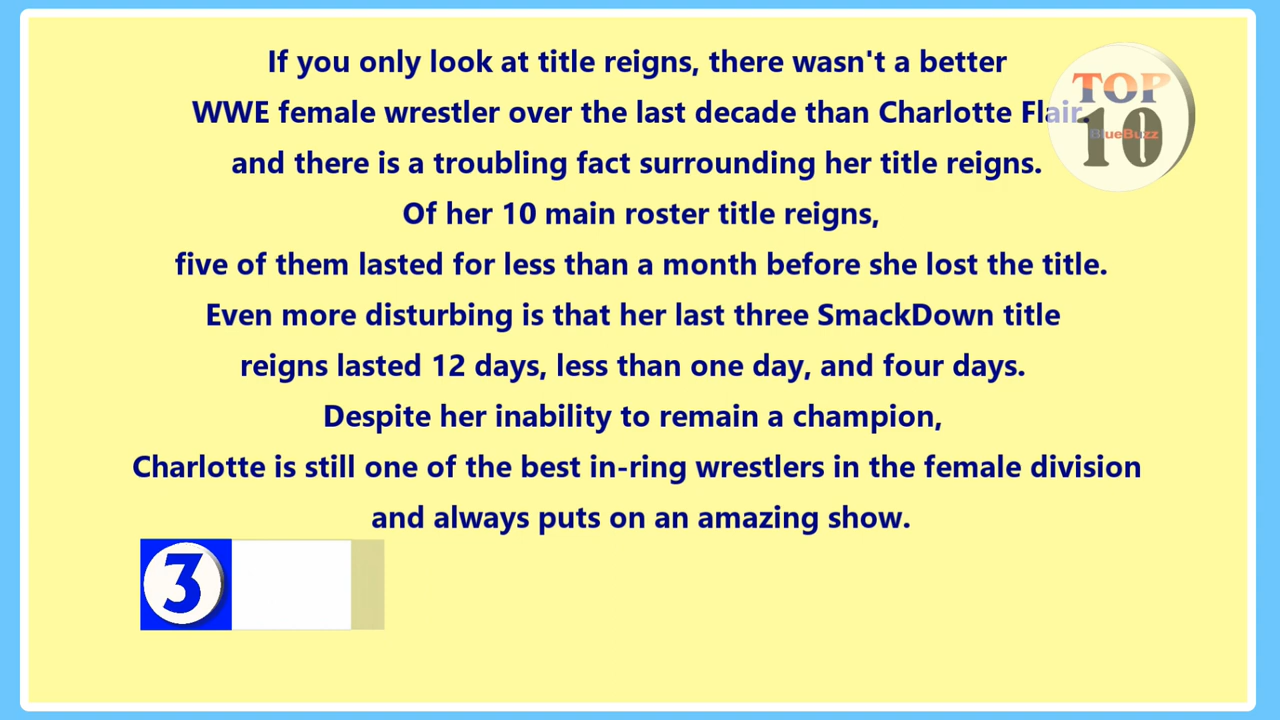 If you only look at title reigns, there wasn't a better
WWE female wrestler over the last decade than Charlotte Flair.
and there is a troubling fact surrounding her title reigns.
Of her 10 main roster title reigns,
five of them lasted for less than a month before she lost the title.
Even more disturbing is that her last three SmackDown title
reigns lasted 12 days, less than one day, and four days.
Despite her inability to remain a champion,
Charlotte is still one of the best in-ring wrestlers in the female division
and always puts on an amazing show.
TOP
10
BlueBuzz
3